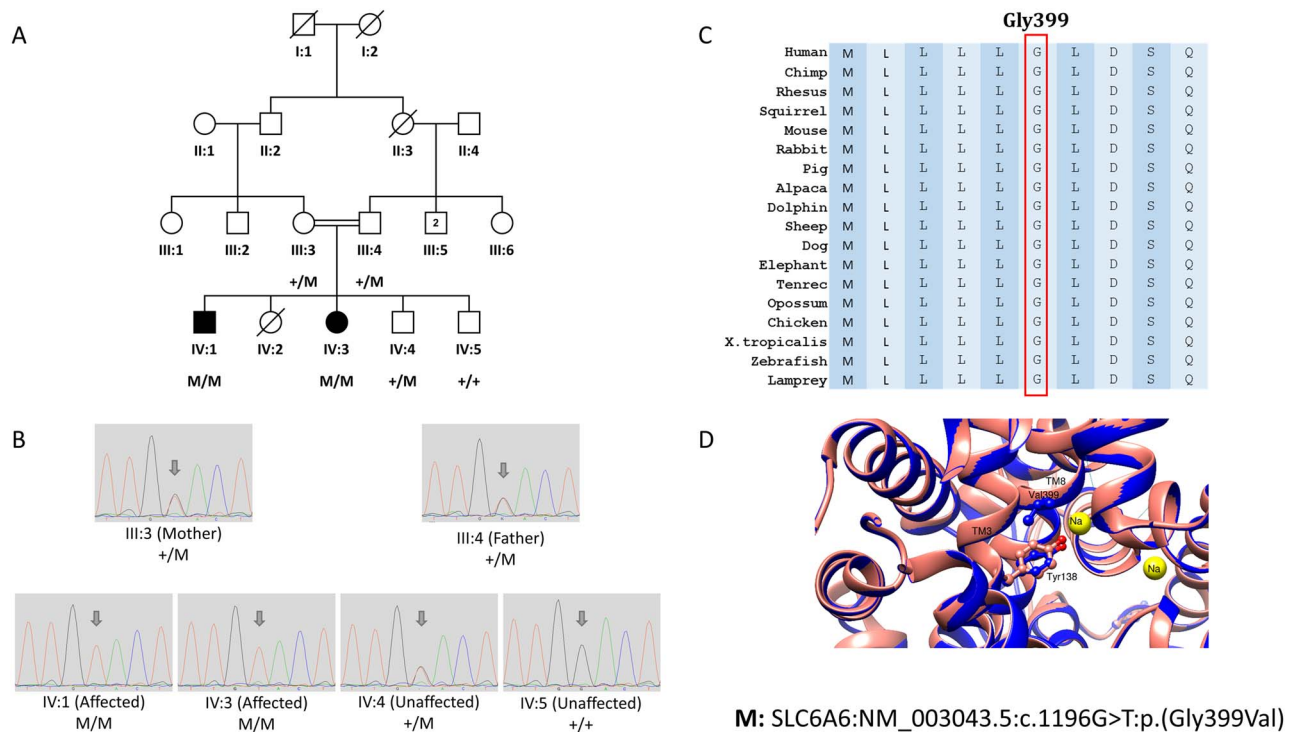 A
I:1 I:2
II:1 II:2 II:3 II:4
2
III:1 III:2 III:3 III:4 III:5 III:6
+/M +/M
IV:1 IV:2 IV:3 IV:4 IV:5
M/M M/M +/M +/+
B
III:3 (Mother)
+/M
III:4 (Father)
+/M
IV:1 (Affected)
M/M
IV:3 (Affected)
M/M
IV:4 (Unaffected)
+/M
IV:5 (Unaffected)
+/+
C
Gly399
Human M L L L L G L D S Q
Chimp M L L L L G L D S Q
Rhesus M L L L L G L D S Q
Squirrel M L L L L G L D S Q
Mouse M L L L L G L D S Q
Rabbit M L L L L G L D S Q
Pig M L L L L G L D S Q
Alpaca M L L L L G L D S Q
Dolphin M L L L L G L D S Q
Sheep M L L L L G L D S Q
Dog M L L L L G L D S Q
Elephant M L L L L G L D S Q
Tenrec M L L L L G L D S Q
Opossum M L L L L G L D S Q
Chicken M L L L L G L D S Q
X.tropicalis M L L L L G L D S Q
Zebrafish M L L L L G L D S Q
Lamprey M L L L L G L D S Q
D
TM8
Val399
Na
TM3
Tyr138
Na
M: SLC6A6:NM_003043.5:c.1196G>T:p.(Gly399Val)